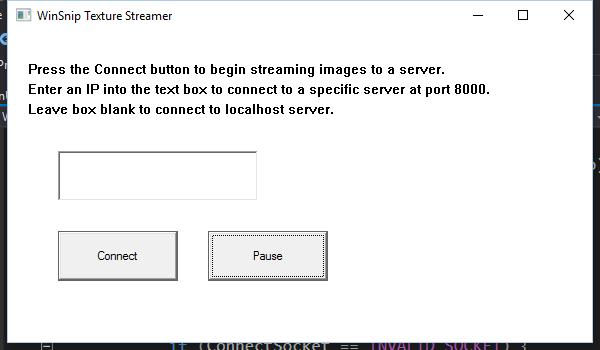 WinSnip Texture Streamer
Press the Connect button to begin streaming images to a server.
Enter an IP into the text box to connect to a specific server at port 8000.
Leave box blank to connect to localhost server.
Connect
Pause
if (ConnectSocket == INVALID_SOCKET) {